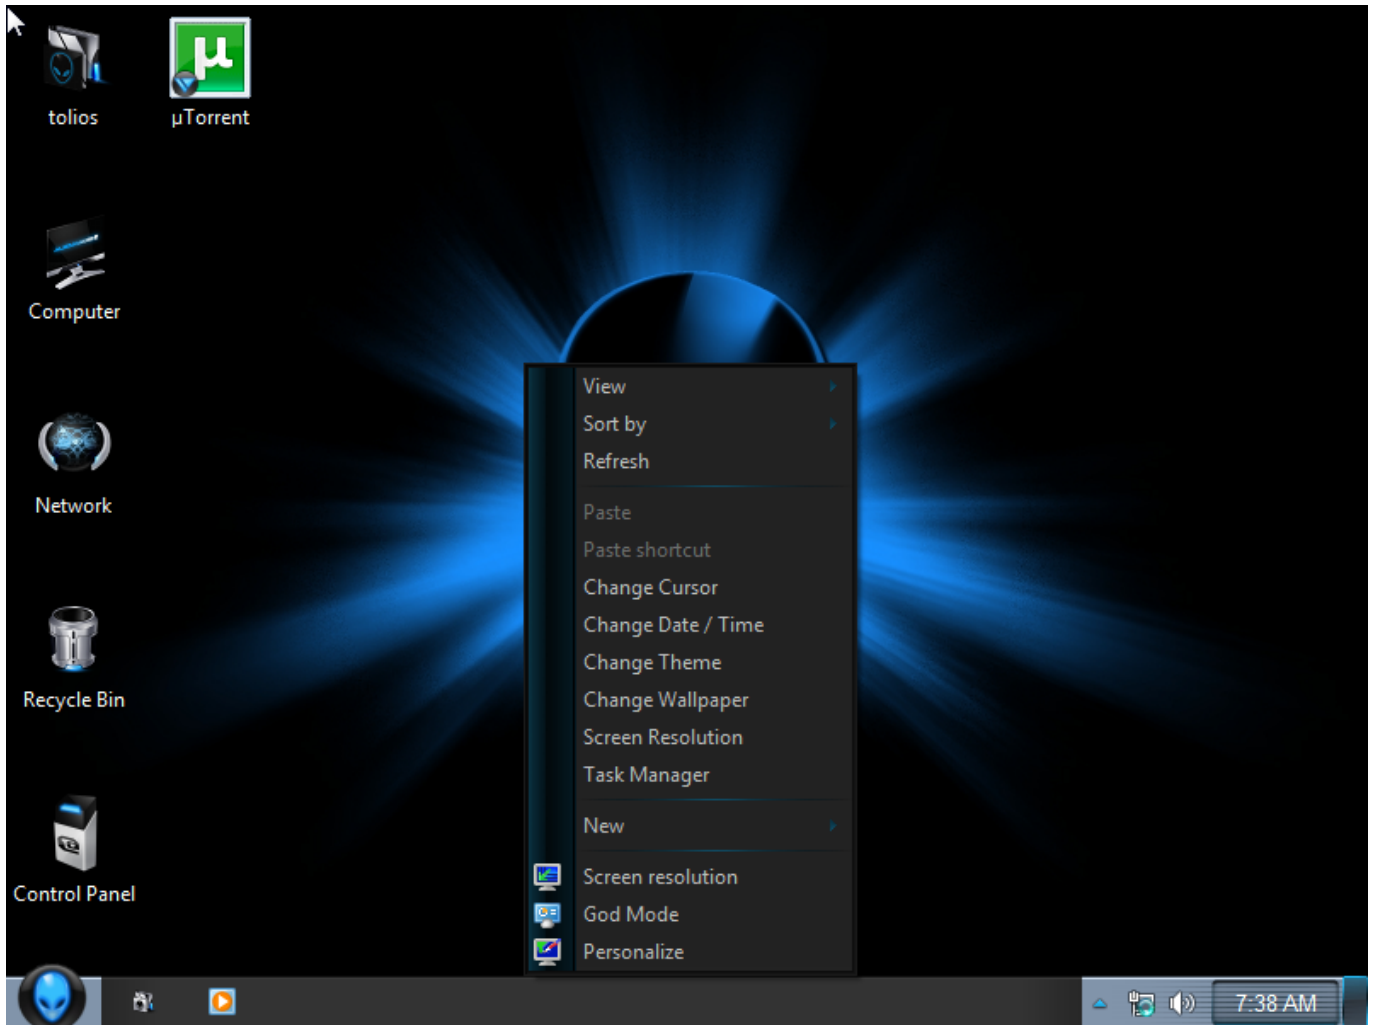 tolios
µ
µTorrent
Computer
Network
Recycle Bin
Control Panel
View
Sort by
Refresh
Paste
Paste shortcut
Change Cursor
Change Date / Time
Change Theme
Change Wallpaper
Screen Resolution
Task Manager
New
Screen resolution
God Mode
Personalize
7:38 AM